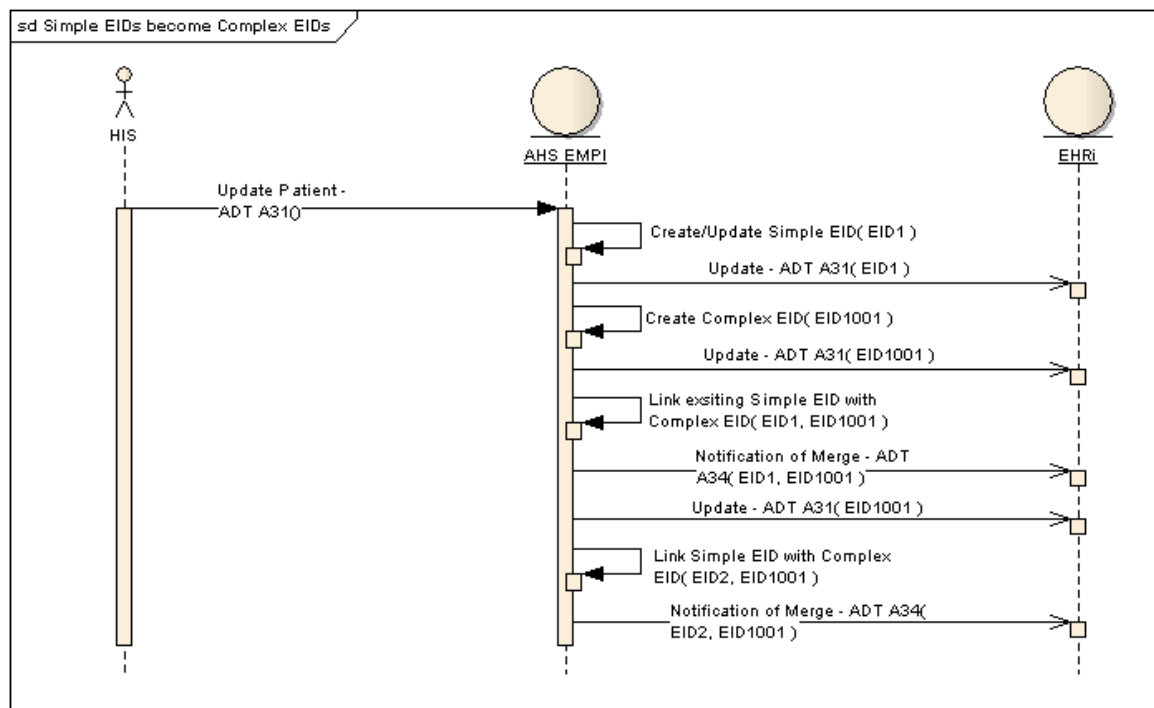 sd Simple EIDs become Complex EIDs
HIS
AHS EMPI
EHRi
Update Patient -
ADT A31()
Create/Update Simple EID( EID1 )
Update - ADT A31( EID1 )
Create Complex EID( EID1001 )
Update - ADT A31( EID1001 )
Link exsiting Simple EID with
Complex EID( EID1, EID1001 )
Notification of Merge - ADT
A34( EID1, EID1001 )
Update - ADT A31( EID1001 )
Link Simple EID with Complex
EID( EID2, EID1001 )
Notification of Merge - ADT A34(
EID2, EID1001 )